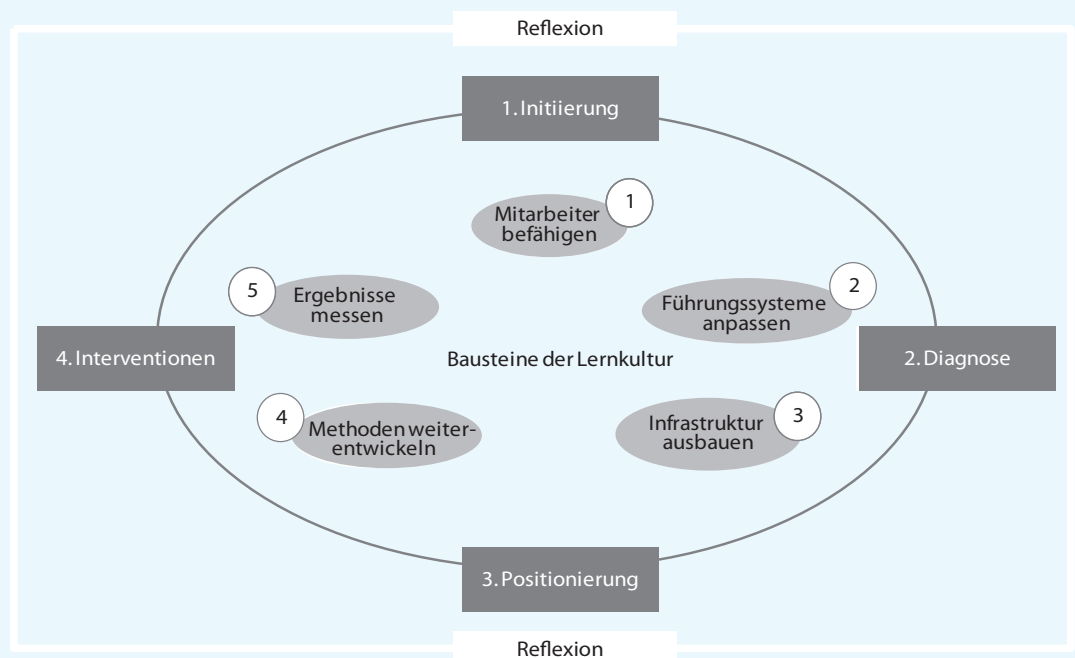 Reflexion
1. Initiierung
1
Mitarbeiter
befähigen
5
Ergebnisse
messen
2
Führungssysteme
anpassen
4. Interventionen
Bausteine der Lernkultur
2. Diagnose
4
Methoden weiter-
entwickeln
3
Infrastruktur
ausbauen
3. Positionierung
Reflexion